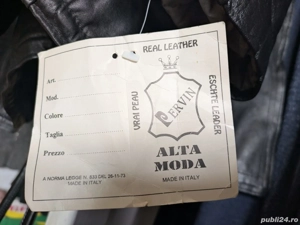 REAL LEATHER
Art.
Mod.
Colore
Taglia
Prezzo
VRAI PEAU
PERVIN
ESCHTE LEADER
ALTA
MODA
MADE IN ITALY
A NORMA LEGGE N. 833 DEL 26-11-73
MADE IN ITALY
publi24.ro